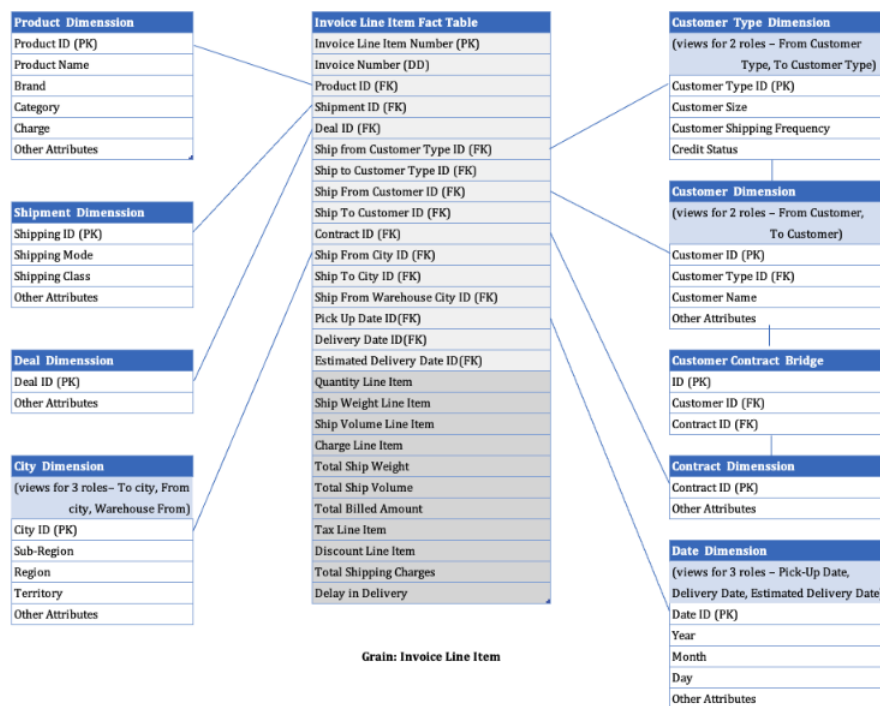 Product Dimenssion
Product ID (PK)
Product Name
Brand
Category
Charge
Other Attributes
Shipment Dimenssion
Shipping ID (PK)
Shipping Mode
Shipping Class
Other Attributes
Deal Dimenssion
Deal ID (PK)
Other Attributes
City Dimension
(views for 3 roles– To city, From
city, Warehouse From)
City ID (PK)
Sub-Region
Region
Territory
Other Attributes
Invoice Line Item Fact Table
Invoice Line Item Number (PK)
Invoice Number (DD)
Product ID (FK)
Shipment ID (FK)
Deal ID (FK)
Ship from Customer Type ID (FK)
Ship to Customer Type ID (FK)
Ship From Customer ID (FK)
Ship To Customer ID (FK)
Contract ID (FK)
Ship From City ID (FK)
Ship To City ID (FK)
Ship From Warehouse City ID (FK)
Pick Up Date ID(FK)
Delivery Date ID(FK)
Estimated Delivery Date ID(FK)
Quantity Line Item
Ship Weight Line Item
Ship Volume Line Item
Charge Line Item
Total Ship Weight
Total Ship Volume
Total Billed Amount
Tax Line Item
Discount Line Item
Total Shipping Charges
Delay in Delivery
Grain: Invoice Line Item
Customer Type Dimension
(views for 2 roles – From Customer
Type, To Customer Type)
Customer Type ID (PK)
Customer Size
Customer Shipping Frequency
Credit Status
Customer Dimension
(views for 2 roles – From Customer,
To Customer)
Customer ID (PK)
Customer Type ID (FK)
Customer Name
Other Attributes
Customer Contract Bridge
ID (PK)
Customer ID (FK)
Contract ID (FK)
Contract Dimenssion
Contract ID (PK)
Other Attributes
Date Dimension
(views for 3 roles – Pick-Up Date,
Delivery Date, Estimated Delivery Date)
Date ID (PK)
Year
Month
Day
Other Attributes